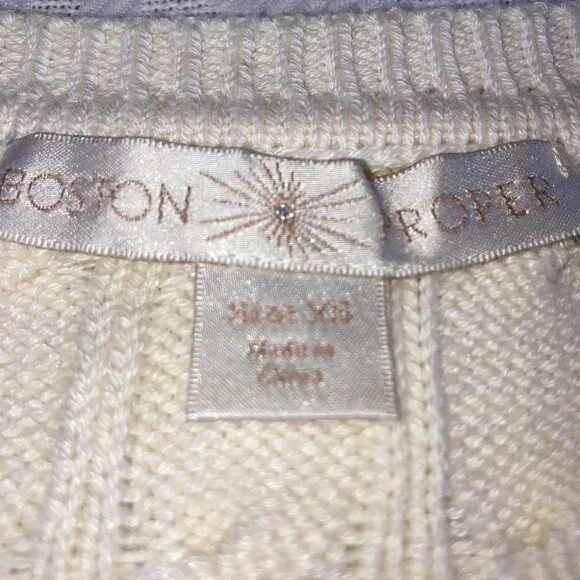 BOSTON PROPER
Size XS
Made in
China